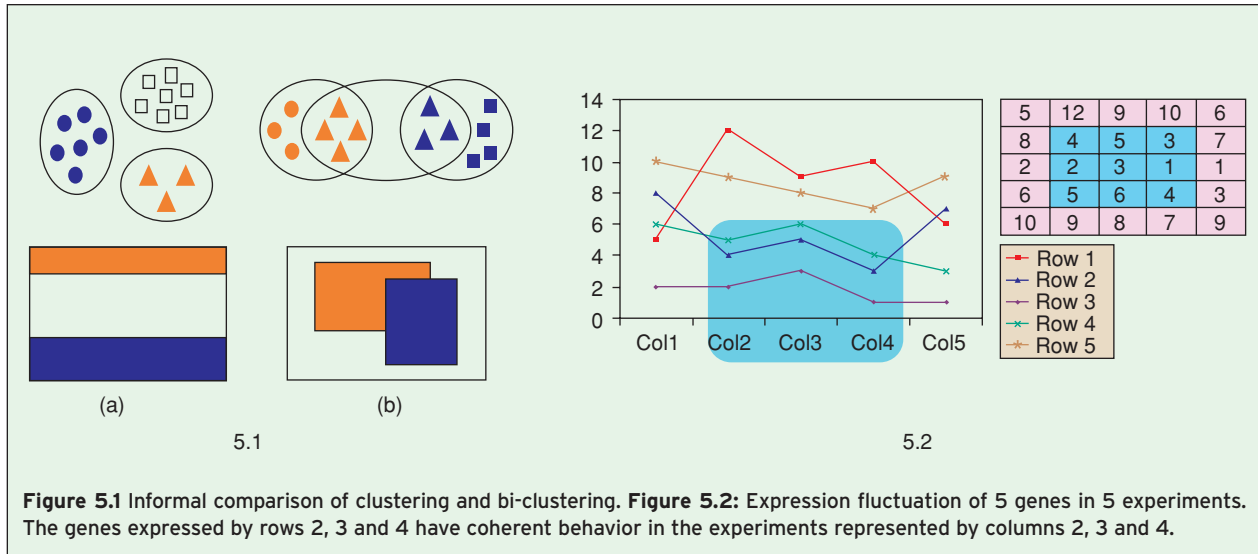 (a)
(b)
5.1
14
12
10
8
6
4
2
0
Col1 Col2 Col3 Col4 Col5
5 12 9 10 6
8 4 5 3 7
2 2 3 1 1
6 5 6 4 3
10 9 8 7 9
Row 1
Row 2
Row 3
Row 4
Row 5
5.2
Figure 5.1 Informal comparison of clustering and bi-clustering. Figure 5.2: Expression fluctuation of 5 genes in 5 experiments.
The genes expressed by rows 2, 3 and 4 have coherent behavior in the experiments represented by columns 2, 3 and 4.